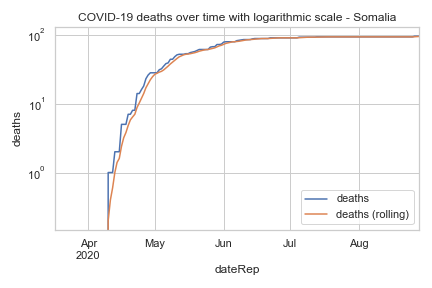 COVID-19 deaths over time with logarithmic scale - Somalia
10²
10¹
10⁰
deaths
deaths
deaths (rolling)
Apr May Jun Jul Aug
2020
dateRep